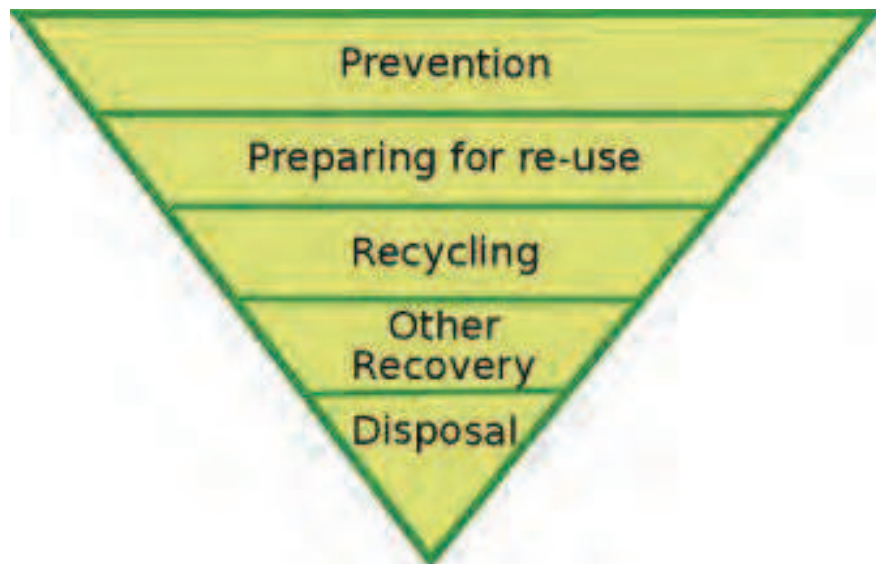 Prevention
Preparing for re-use
Recycling
Other
Recovery
Disposal